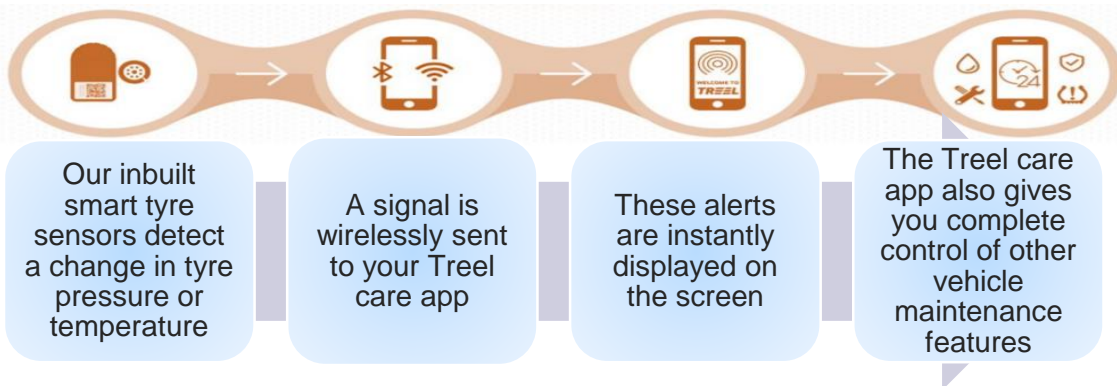 WELCOME TO
TREEL
24
Our inbuilt
smart tyre
sensors detect
a change in tyre
pressure or
temperature
A signal is
wirelessly sent
to your Treel
care app
These alerts
are instantly
displayed on
the screen
The Treel care
app also gives
you complete
control of other
vehicle
maintenance
features